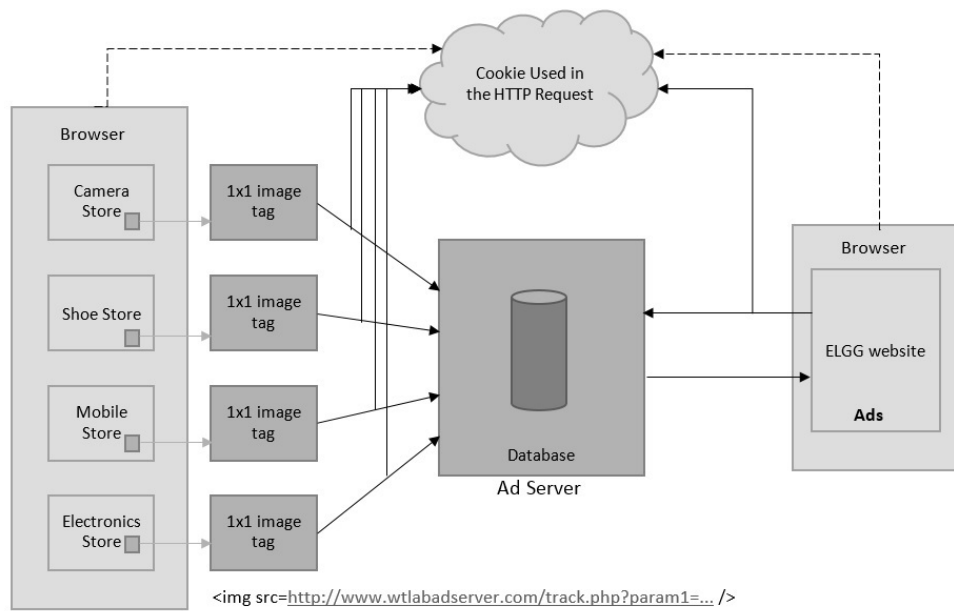 Cookie Used in
the HTTP Request
Browser
Camera
Store
1x1 image
tag
Shoe Store
1x1 image
tag
Mobile
Store
1x1 image
tag
Electronics
Store
1x1 image
tag
Database
Ad Server
Browser
ELGG website
Ads
<img src=http://www.wtlabadserver.com/track.php?param1=... />